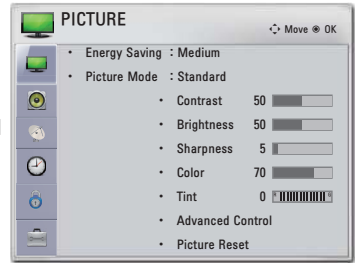 PICTURE
Move OK
• Energy Saving : Medium
• Picture Mode : Standard
• Contrast 50
• Brightness 50
• Sharpness 5
• Color 70
• Tint 0
• Advanced Control
• Picture Reset